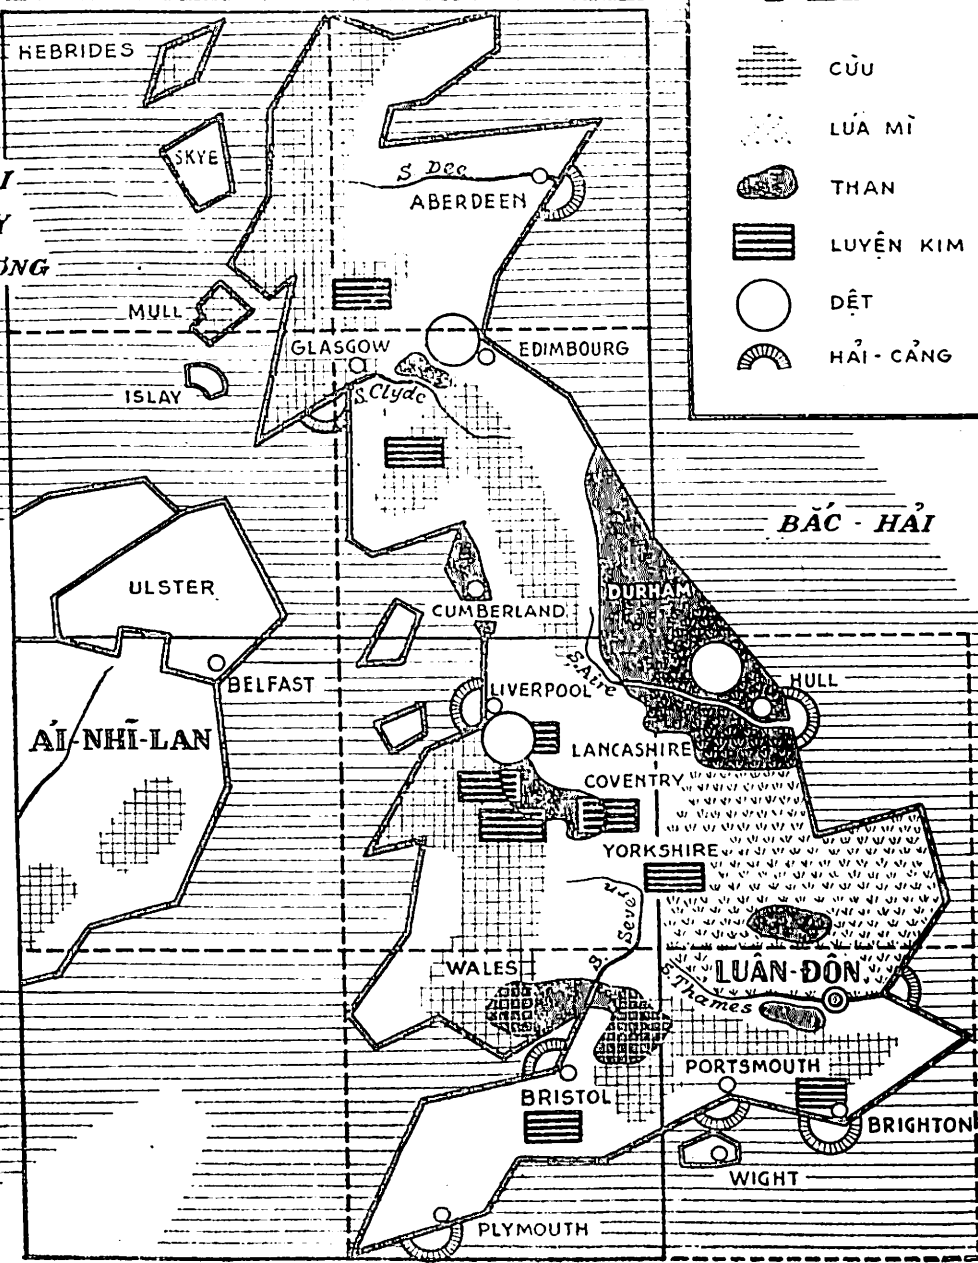 CỪU
LUÁ MÌ
THAN
LUYỆN KIM
DỆT
HẢI-CẢNG
HEBRIDES
SKYE
S Dee
ABERDEEN
MULL
GLASGOW
EDIMBOURG
ISLAY
S. Clyde
BẮC - HẢI
ULSTER
DURHAM
CUMBERLAND
S. Aire
BELFAST
LIVERPOOL
HULL
ÁI-NHĨ-LAN
LANCASHIRE
COVENTRY
YORKSHIRE
WALES
LUÂN-ĐÔN
S. Thames
PORTSMOUTH
BRISTOL
BRIGHTON
WIGHT
PLYMOUTH